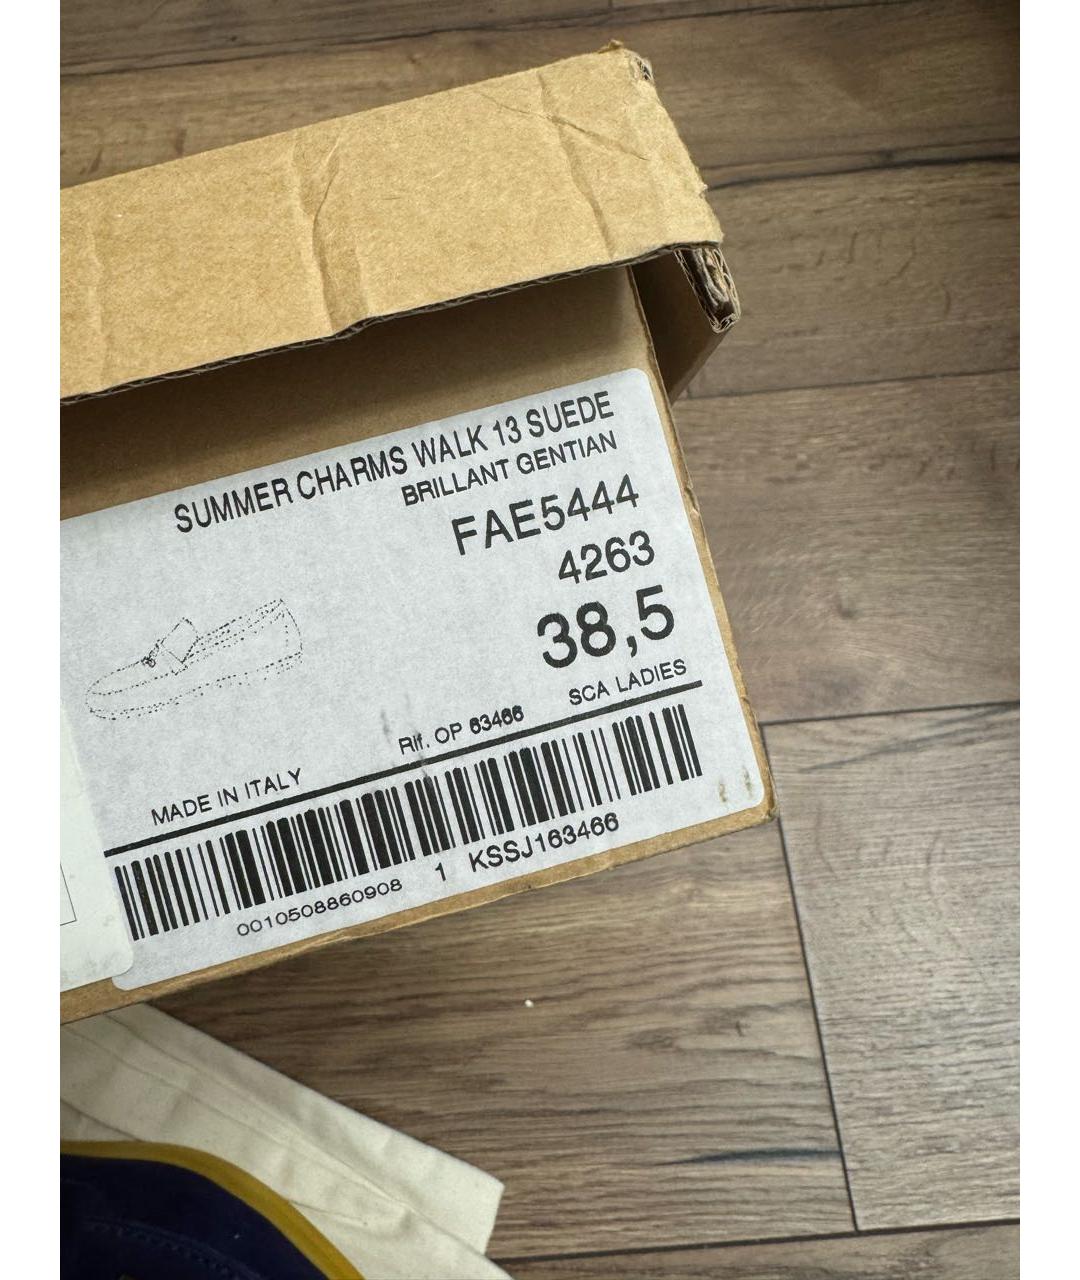 SUMMER CHARMS WALK 13 SUEDE
BRILLANT GENTIAN
FAE5444
4263
38,5
SCA LADIES
Rif. OP 63466
MADE IN ITALY
0010508860908 1 KSSJ163466